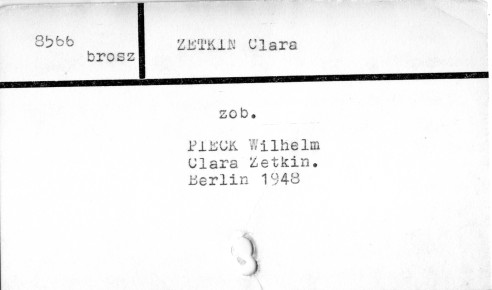 8566
brosz
ZETKIN Clara
zob.
PIECK Wilhelm
Clara Zetkin.
Berlin 1948